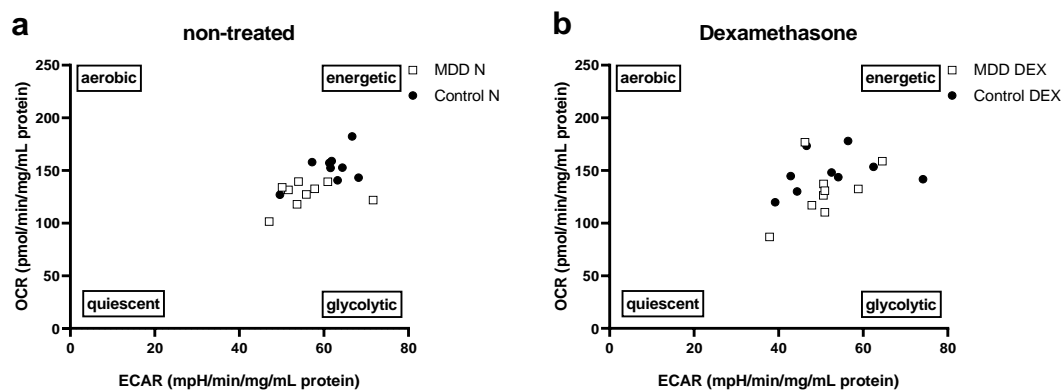 a
non-treated
250
200
150
100
50
0
OCR (pmol/min/mg/mL protein)
aerobic
energetic
quiescent
glycolytic
MDD N
Control N
0 20 40 60 80
ECAR (mpH/min/mg/mL protein)
b
Dexamethasone
250
200
150
100
50
0
OCR (pmol/min/mg/mL protein)
aerobic
energetic
quiescent
glycolytic
MDD DEX
Control DEX
0 20 40 60 80
ECAR (mpH/min/mg/mL protein)